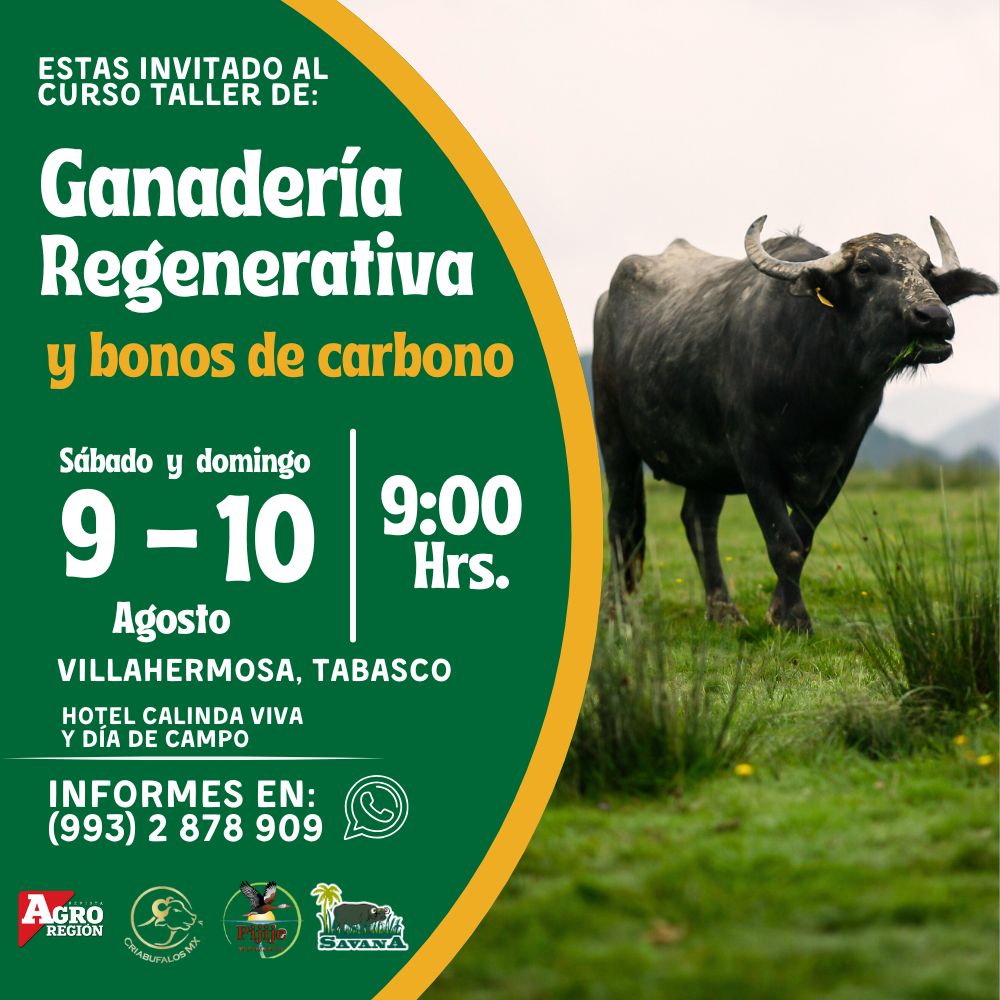 ESTAS INVITADO AL
CURSO TALLER DE:
Ganadería
Regenerativa
y bonos de carbono
Sábado y domingo
9 – 10
Agosto
9:00
Hrs.
VILLAHERMOSA, TABASCO
HOTEL CALINDA VIVA
Y DÍA DE CAMPO
INFORMES EN:
(993) 2 878 909
REVISTA
AGRO
REGIÓN
CRIABUFALOS MX
Pijije
SAVANA